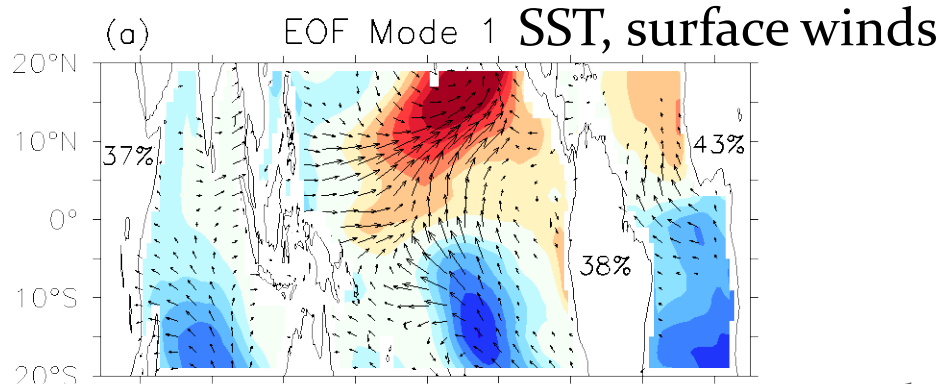 (a) EOF Mode 1 SST, surface winds
20°N
10°N
37% 43%
0°
38%
10°S
20°S